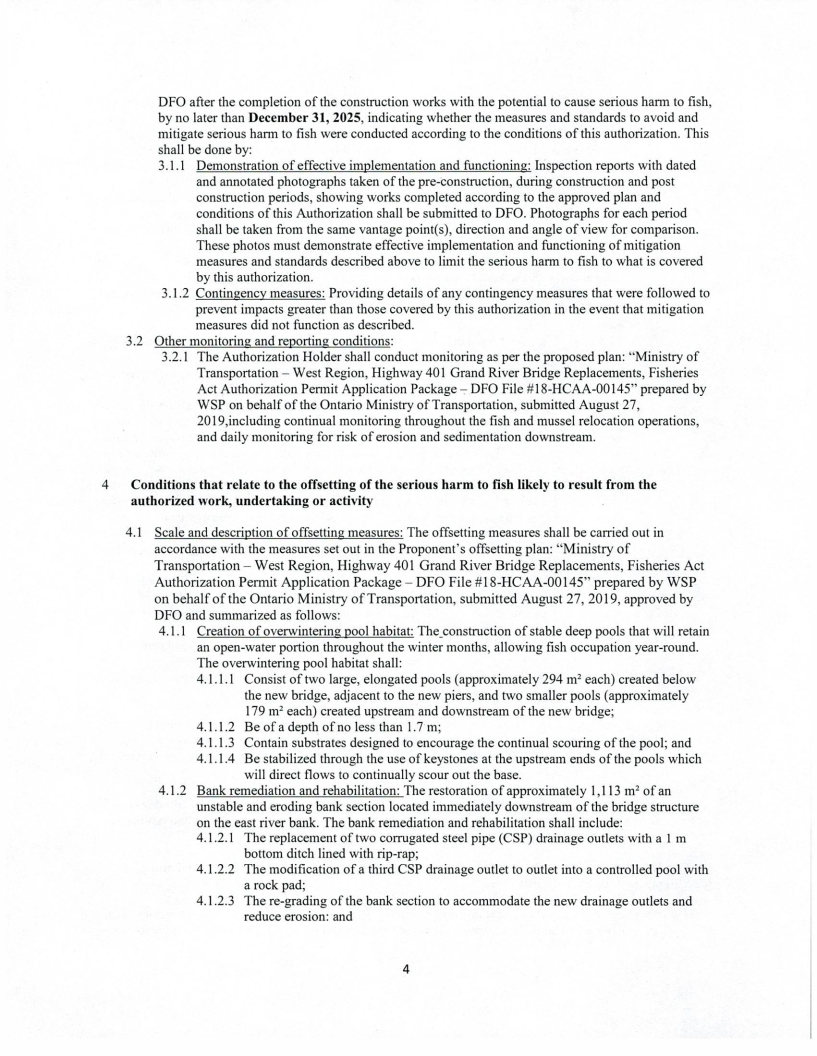 DFO after the completion of the construction works with the potential to cause serious harm to fish,
by no later than December 31, 2025, indicating whether the measures and standards to avoid and
mitigate serious harm to fish were conducted according to the conditions of this authorization. This
shall be done by:
3.1.1 Demonstration of effective implementation and functioning: Inspection reports with dated
and annotated photographs taken of the pre-construction, during construction and post
construction periods, showing works completed according to the approved plan and
conditions of this Authorization shall be submitted to DFO. Photographs for each period
shall be taken from the same vantage point(s), direction and angle of view for comparison.
These photos must demonstrate effective implementation and functioning of mitigation
measures and standards described above to limit the serious harm to fish to what is covered
by this authorization.
3.1.2 Contingency measures: Providing details of any contingency measures that were followed to
prevent impacts greater than those covered by this authorization in the event that mitigation
measures did not function as described.
3.2 Other monitoring and reporting conditions:
3.2.1 The Authorization Holder shall conduct monitoring as per the proposed plan: “Ministry of
Transportation – West Region, Highway 401 Grand River Bridge Replacements, Fisheries
Act Authorization Permit Application Package – DFO File #18-HCAA-00145” prepared by
WSP on behalf of the Ontario Ministry of Transportation, submitted August 27,
2019,including continual monitoring throughout the fish and mussel relocation operations,
and daily monitoring for risk of erosion and sedimentation downstream.
4 Conditions that relate to the offsetting of the serious harm to fish likely to result from the
authorized work, undertaking or activity
4.1 Scale and description of offsetting measures: The offsetting measures shall be carried out in
accordance with the measures set out in the Proponent’s offsetting plan: “Ministry of
Transportation – West Region, Highway 401 Grand River Bridge Replacements, Fisheries Act
Authorization Permit Application Package – DFO File #18-HCAA-00145” prepared by WSP
on behalf of the Ontario Ministry of Transportation, submitted August 27, 2019, approved by
DFO and summarized as follows:
4.1.1 Creation of overwintering pool habitat: The construction of stable deep pools that will retain
an open-water portion throughout the winter months, allowing fish occupation year-round.
The overwintering pool habitat shall:
4.1.1.1 Consist of two large, elongated pools (approximately 294 m² each) created below
the new bridge, adjacent to the new piers, and two smaller pools (approximately
179 m² each) created upstream and downstream of the new bridge;
4.1.1.2 Be of a depth of no less than 1.7 m;
4.1.1.3 Contain substrates designed to encourage the continual scouring of the pool; and
4.1.1.4 Be stabilized through the use of keystones at the upstream ends of the pools which
will direct flows to continually scour out the base.
4.1.2 Bank remediation and rehabilitation: The restoration of approximately 1,113 m² of an
unstable and eroding bank section located immediately downstream of the bridge structure
on the east river bank. The bank remediation and rehabilitation shall include:
4.1.2.1 The replacement of two corrugated steel pipe (CSP) drainage outlets with a 1 m
bottom ditch lined with rip-rap;
4.1.2.2 The modification of a third CSP drainage outlet to outlet into a controlled pool with
a rock pad;
4.1.2.3 The re-grading of the bank section to accommodate the new drainage outlets and
reduce erosion: and
4